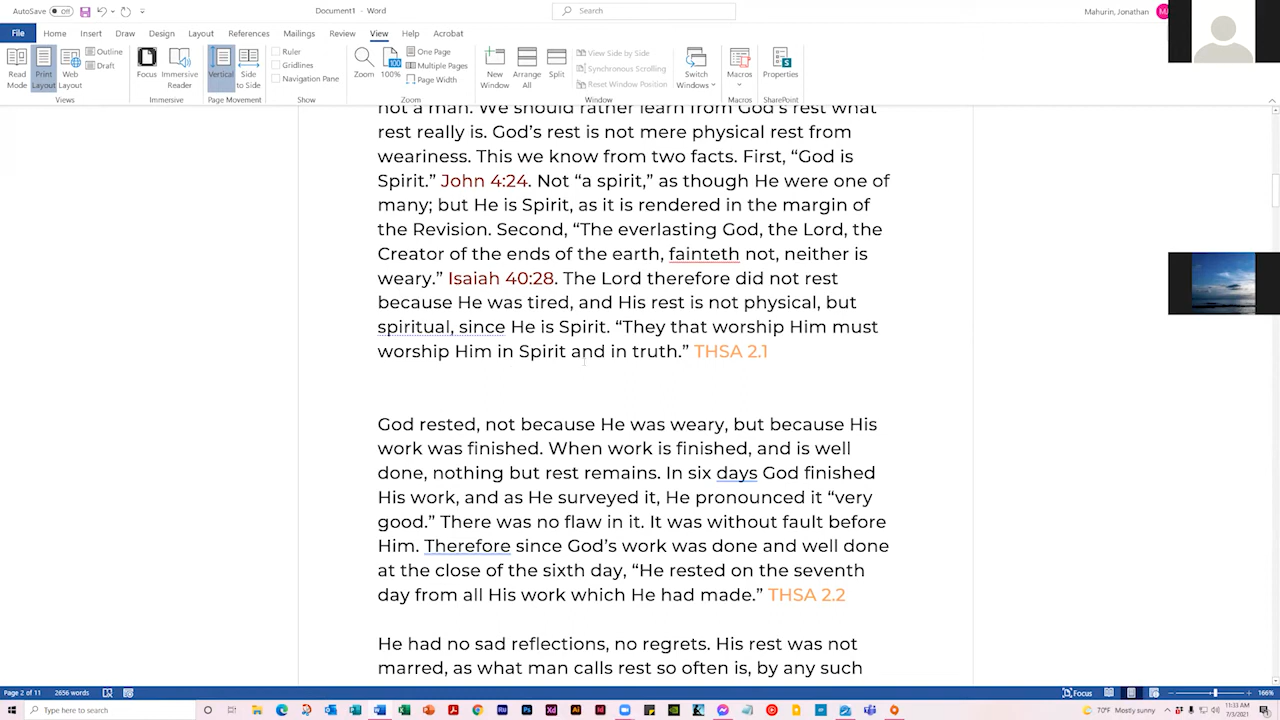 AutoSave Off
Document1 - Word
Search
Mahurin, Jonathan MA
File Home Insert Draw Design Layout References Mailings Review View Help Acrobat
Read Mode
Print Layout
Web Layout
Outline
Draft
Focus
Immersive Reader
Vertical
Side to Side
Ruler
Gridlines
Navigation Pane
Zoom
100%
One Page
Multiple Pages
Page Width
New Window
Arrange All
Split
View Side by Side
Synchronous Scrolling
Reset Window Position
Switch Windows
Macros
Properties
Views Immersive Page Movement Show Zoom Window Macros SharePoint
not a man. We should rather learn from God's rest what
rest really is. God's rest is not mere physical rest from
weariness. This we know from two facts. First, “God is
Spirit.” John 4:24. Not “a spirit,” as though He were one of
many; but He is Spirit, as it is rendered in the margin of
the Revision. Second, “The everlasting God, the Lord, the
Creator of the ends of the earth, fainteth not, neither is
weary.” Isaiah 40:28. The Lord therefore did not rest
because He was tired, and His rest is not physical, but
spiritual, since He is Spirit. “They that worship Him must
worship Him in Spirit and in truth.” THSA 2.1
God rested, not because He was weary, but because His
work was finished. When work is finished, and is well
done, nothing but rest remains. In six days God finished
His work, and as He surveyed it, He pronounced it “very
good.” There was no flaw in it. It was without fault before
Him. Therefore since God’s work was done and well done
at the close of the sixth day, “He rested on the seventh
day from all His work which He had made.” THSA 2.2
He had no sad reflections, no regrets. His rest was not
marred, as what man calls rest so often is, by any such
Page 2 of 11 2656 words
Focus
166%
Type here to search
70°F Mostly sunny
11:33 AM
7/3/2021